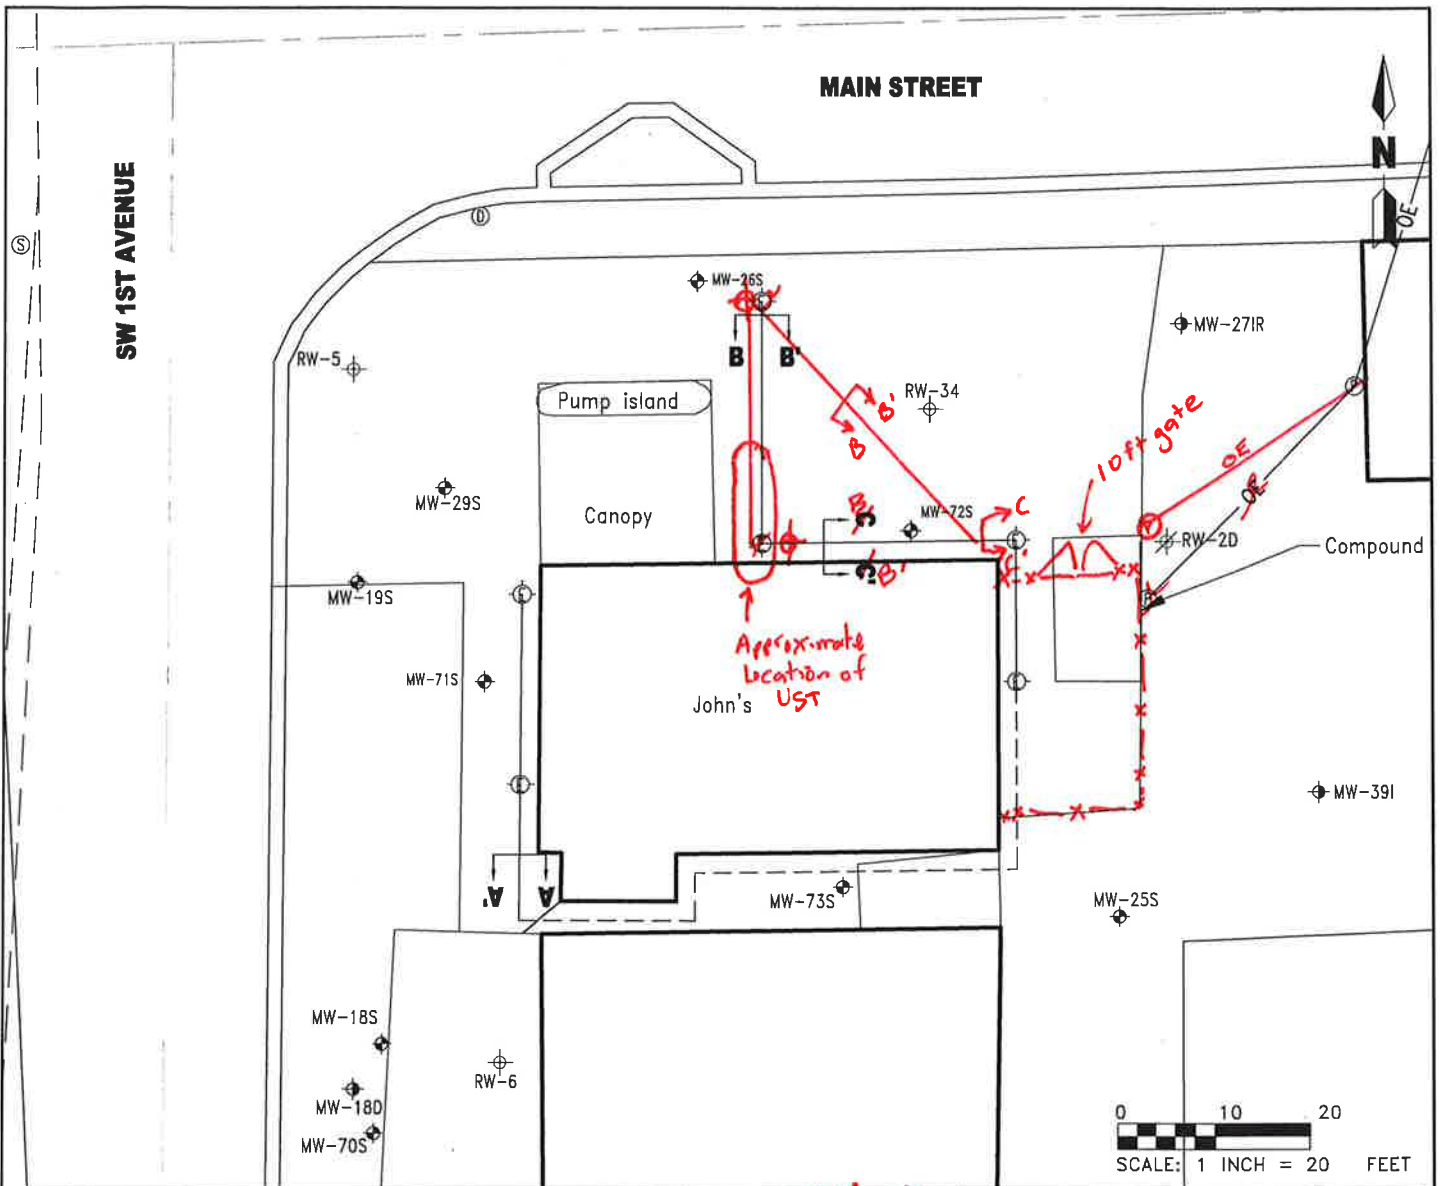 MAIN STREET
N
SW 1ST AVENUE
S
D
OE
MW-26S
MW-27IR
RW-5
B B'
RW-34
Pump island
B'
B
10ft gate
OE
OE
MW-29S
Canopy
MW-72S
B
C
C
RW-2D
Compound
C'
B'
C'
MW-19S
Approximate
Location of
UST
MW-71S
John's
MW-39I
A' A
MW-73S
MW-25S
MW-18S
RW-6
MW-18D
MW-70S
0 10 20
SCALE: 1 INCH = 20 FEET